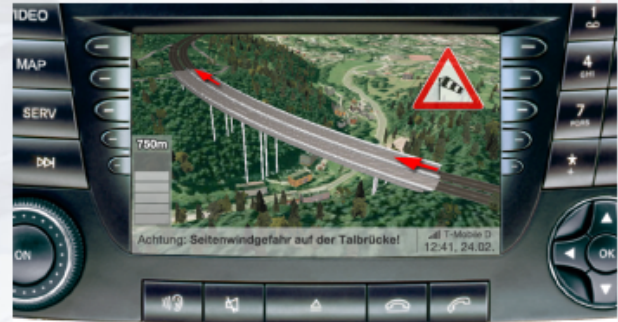 VIDEO
MAP
SERV
ON
750m
Achtung: Seitenwindgefahr auf der Talbrücke!
T-Mobile D
12:41, 24.02.
1
4
GHI
7
PQRS
*
+
OK